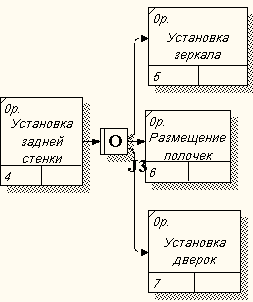 0р.
Установка
зеркала
5
0р.
Установка
задней
стенки
4
О
J3
0р.
Размещение
полочек
6
0р.
Установка
дверок
7